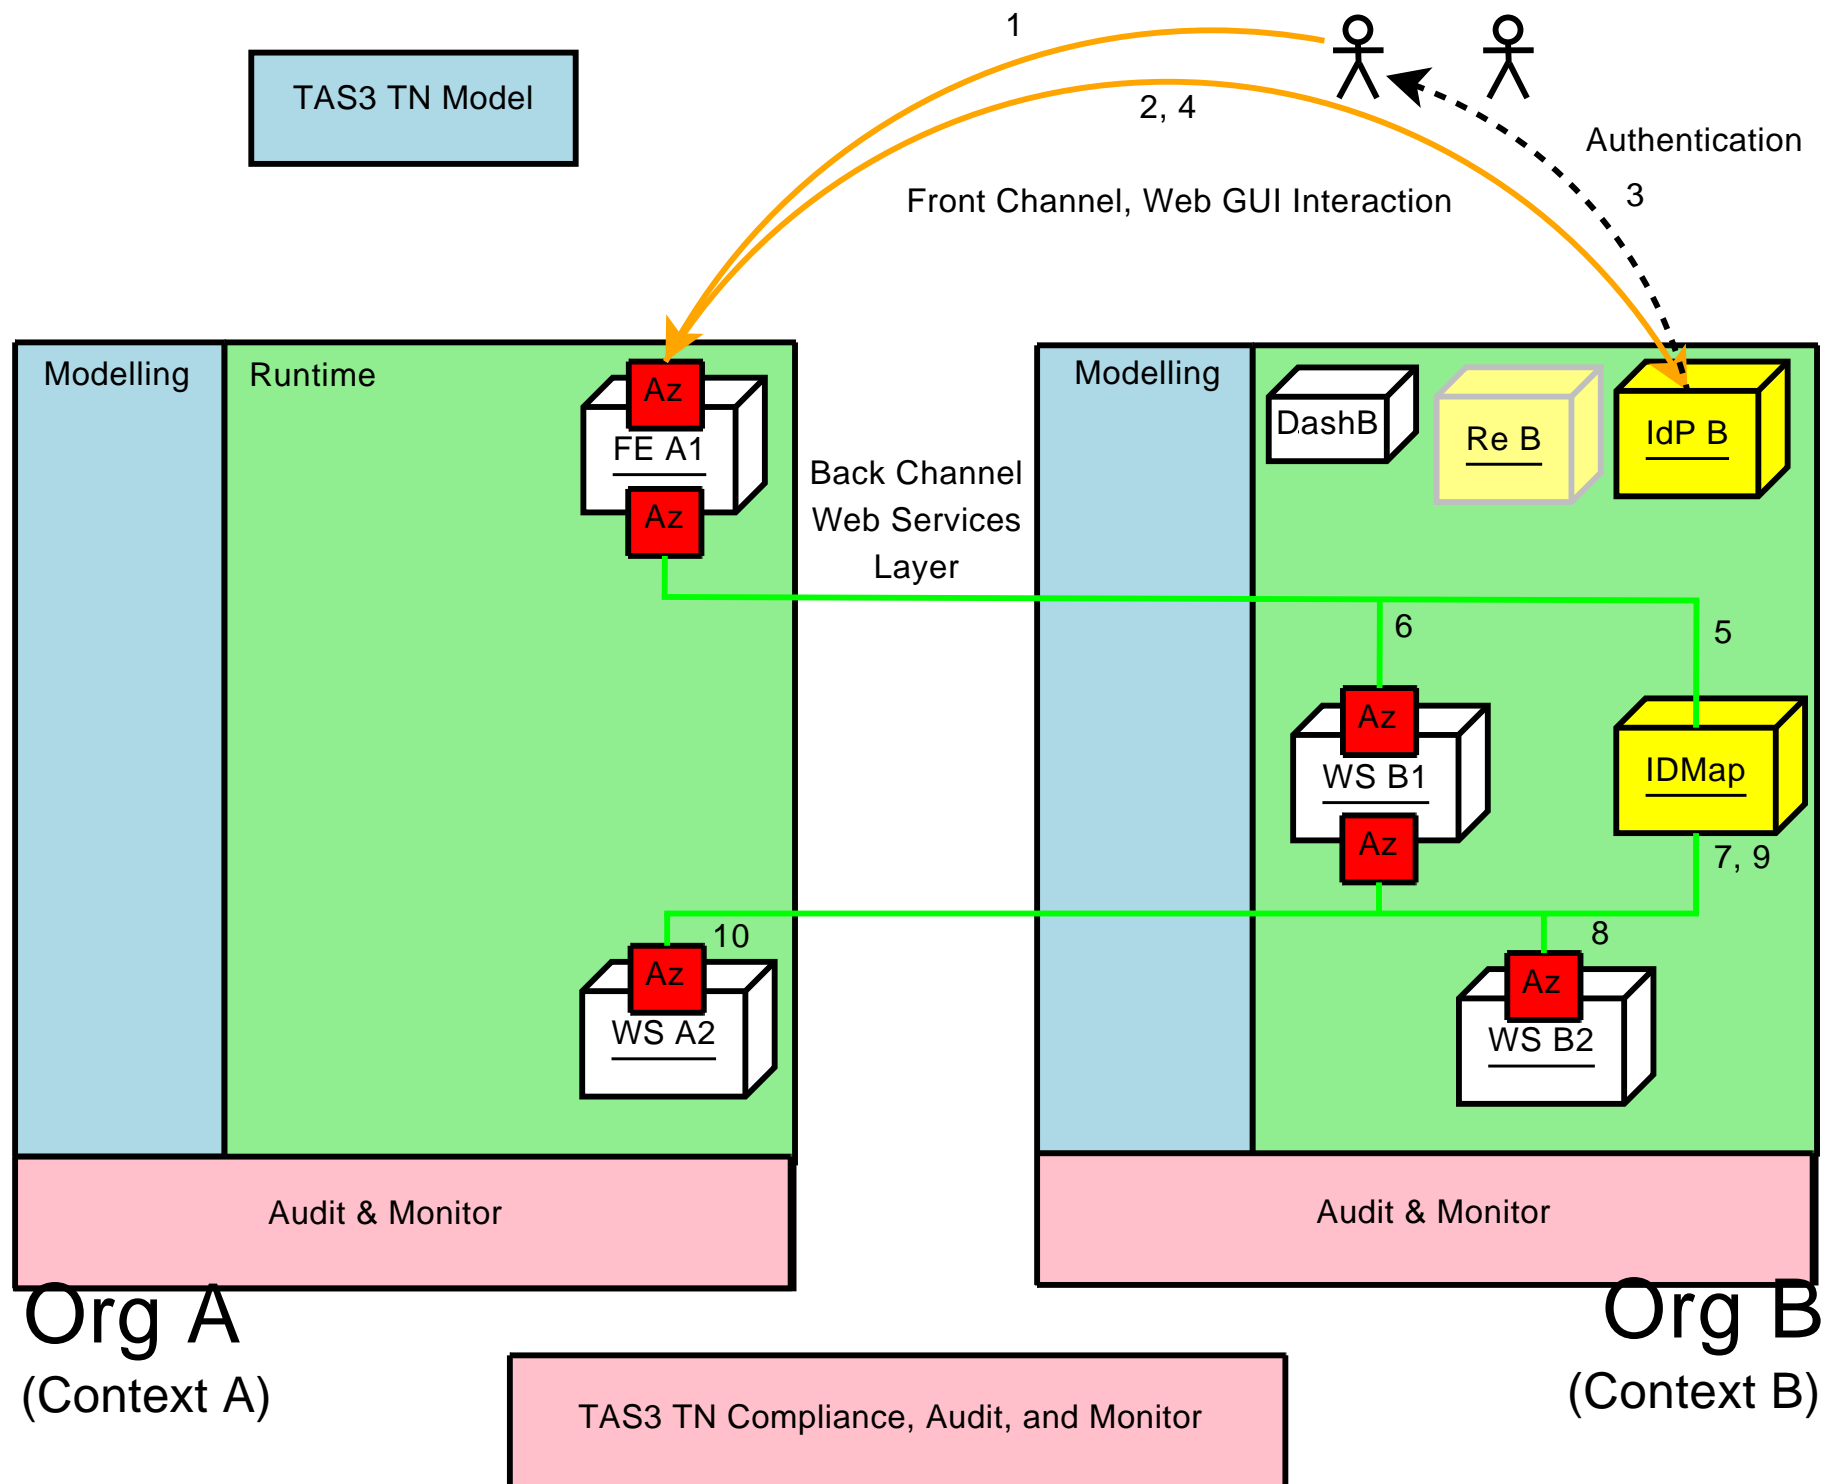 1
TAS3 TN Model
2, 4
Authentication
3
Front Channel, Web GUI Interaction
Modelling
Runtime
Az
FE A1
Az
Back Channel
Web Services
Layer
Modelling
DashB
Re B
IdP B
6
5
Az
WS B1
Az
IDMap
7, 9
10
Az
WS A2
8
Az
WS B2
Audit & Monitor
Audit & Monitor
Org A
(Context A)
Org B
(Context B)
TAS3 TN Compliance, Audit, and Monitor